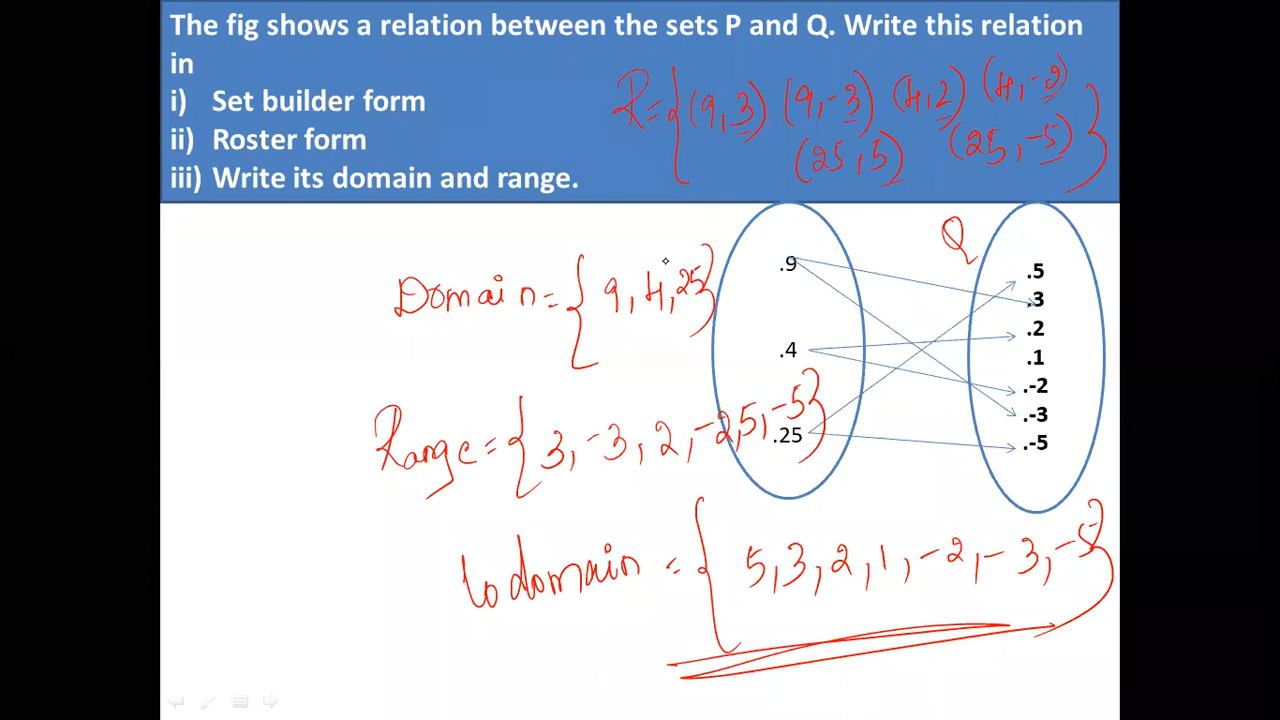 The fig shows a relation between the sets P and Q. Write this relation
in
i) Set builder form
ii) Roster form
iii) Write its domain and range.
R={(9,3) (9,-3) (4,2) (4,-2)
(25,5) (25,-5)}
Q
Domain={9,4,25}
.9
.4
.25
.5
.3
.2
.1
.-2
.-3
.-5
Range={3,-3,2,-2,5,-5}
Codomain={5,3,2,1,-2,-3,-5}